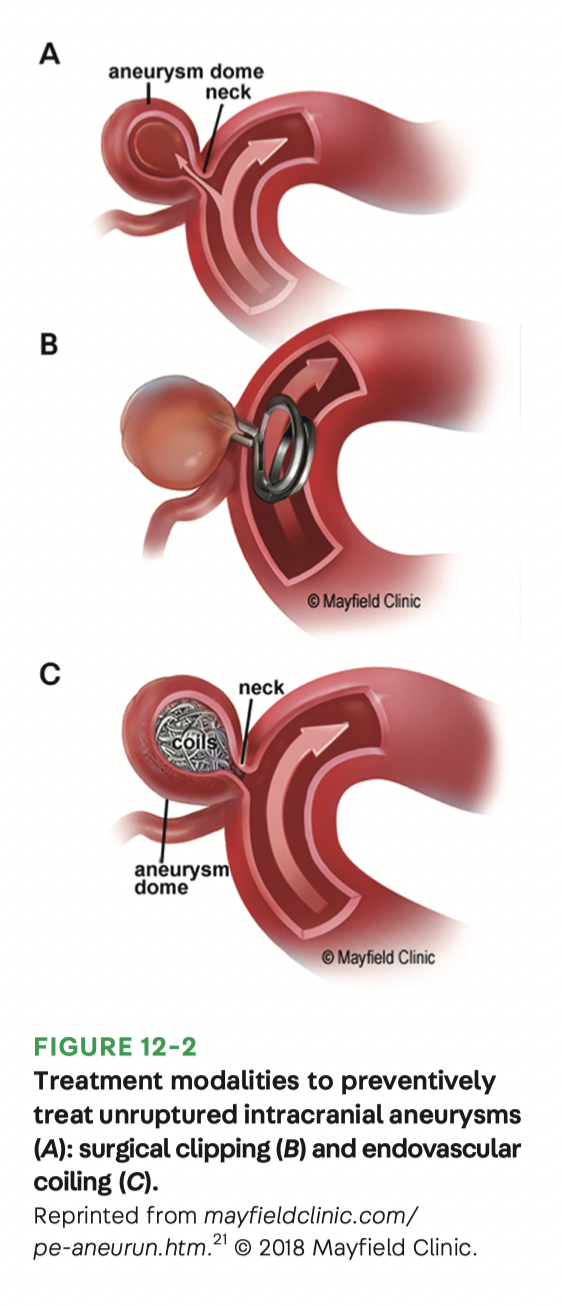 A
aneurysm dome
neck
B
© Mayfield Clinic
C
neck
coils
aneurysm
dome
© Mayfield Clinic
FIGURE 12-2
Treatment modalities to preventively
treat unruptured intracranial aneurysms
(A): surgical clipping (B) and endovascular
coiling (C).
Reprinted from mayfieldclinic.com/
pe-aneurun.htm.21 © 2018 Mayfield Clinic.